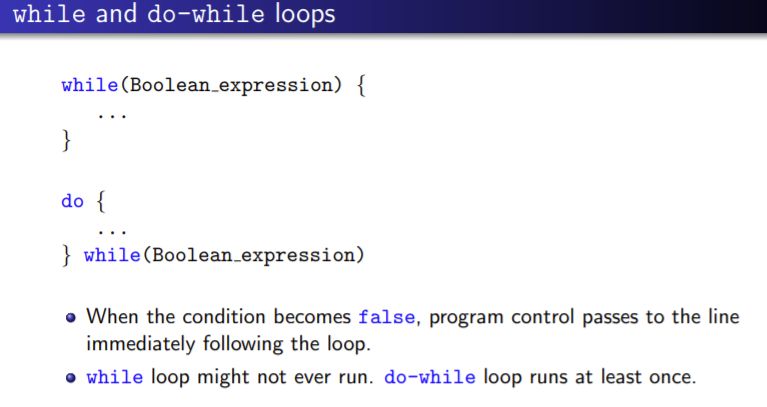 while and do-while loops
while(Boolean_expression) {
...
}
do {
...
} while(Boolean_expression)
When the condition becomes false, program control passes to the line
immediately following the loop.
while loop might not ever run. do-while loop runs at least once.